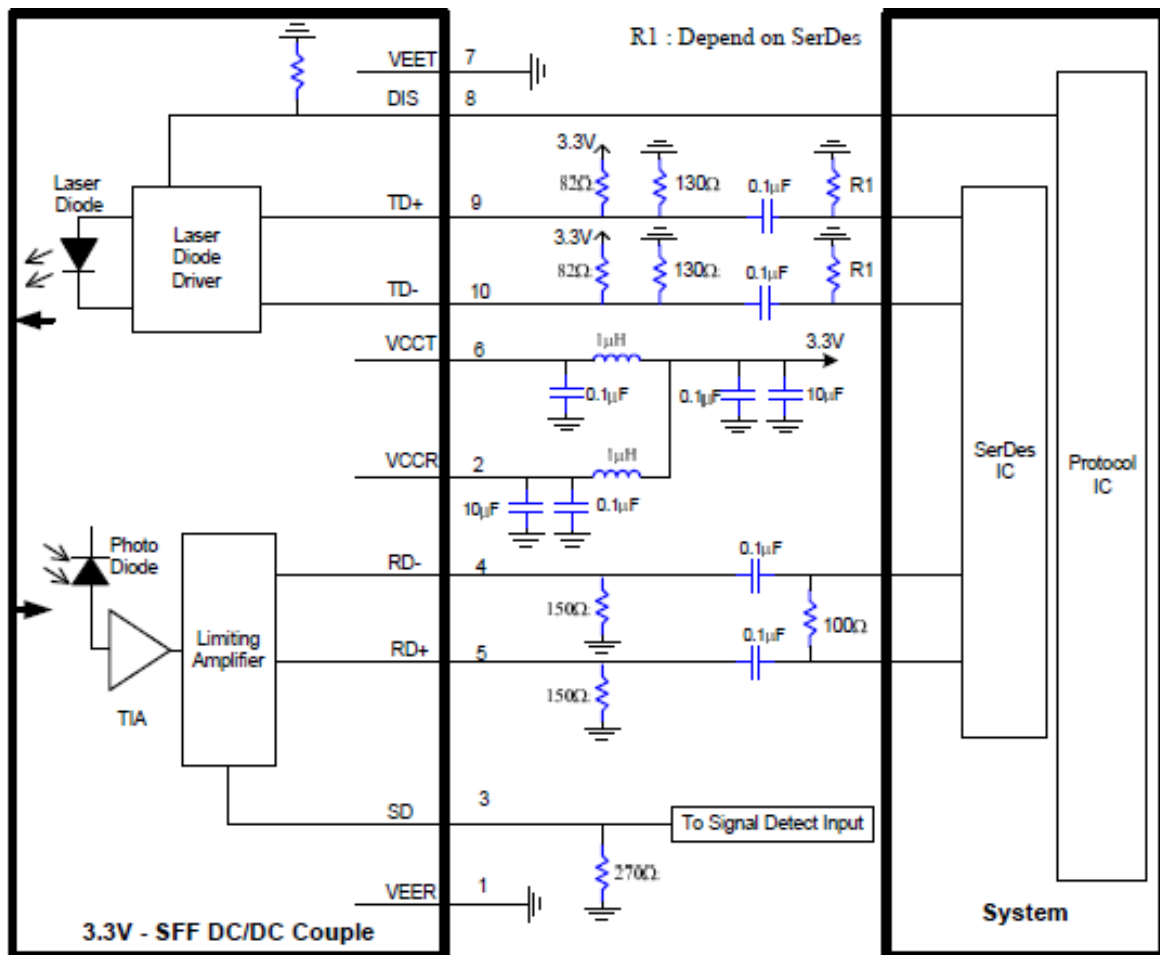 R1 : Depend on SerDes
VEET 7
DIS 8
3.3V
82Ω
130Ω
0.1µF
R1
Laser
Diode
TD+ 9
Laser
Diode
Driver
3.3V
82Ω
130Ω
0.1µF
R1
TD- 10
VCCT 6
1µH
3.3V
0.1µF
0.1µF
10µF
VCCR 2
1µH
10µF
0.1µF
SerDes
IC
Protocol
IC
Photo
Diode
RD- 4
0.1µF
150Ω
100Ω
Limiting
Amplifier
RD+ 5
0.1µF
150Ω
TIA
SD 3
To Signal Detect Input
270Ω
VEER 1
3.3V - SFF DC/DC Couple
System